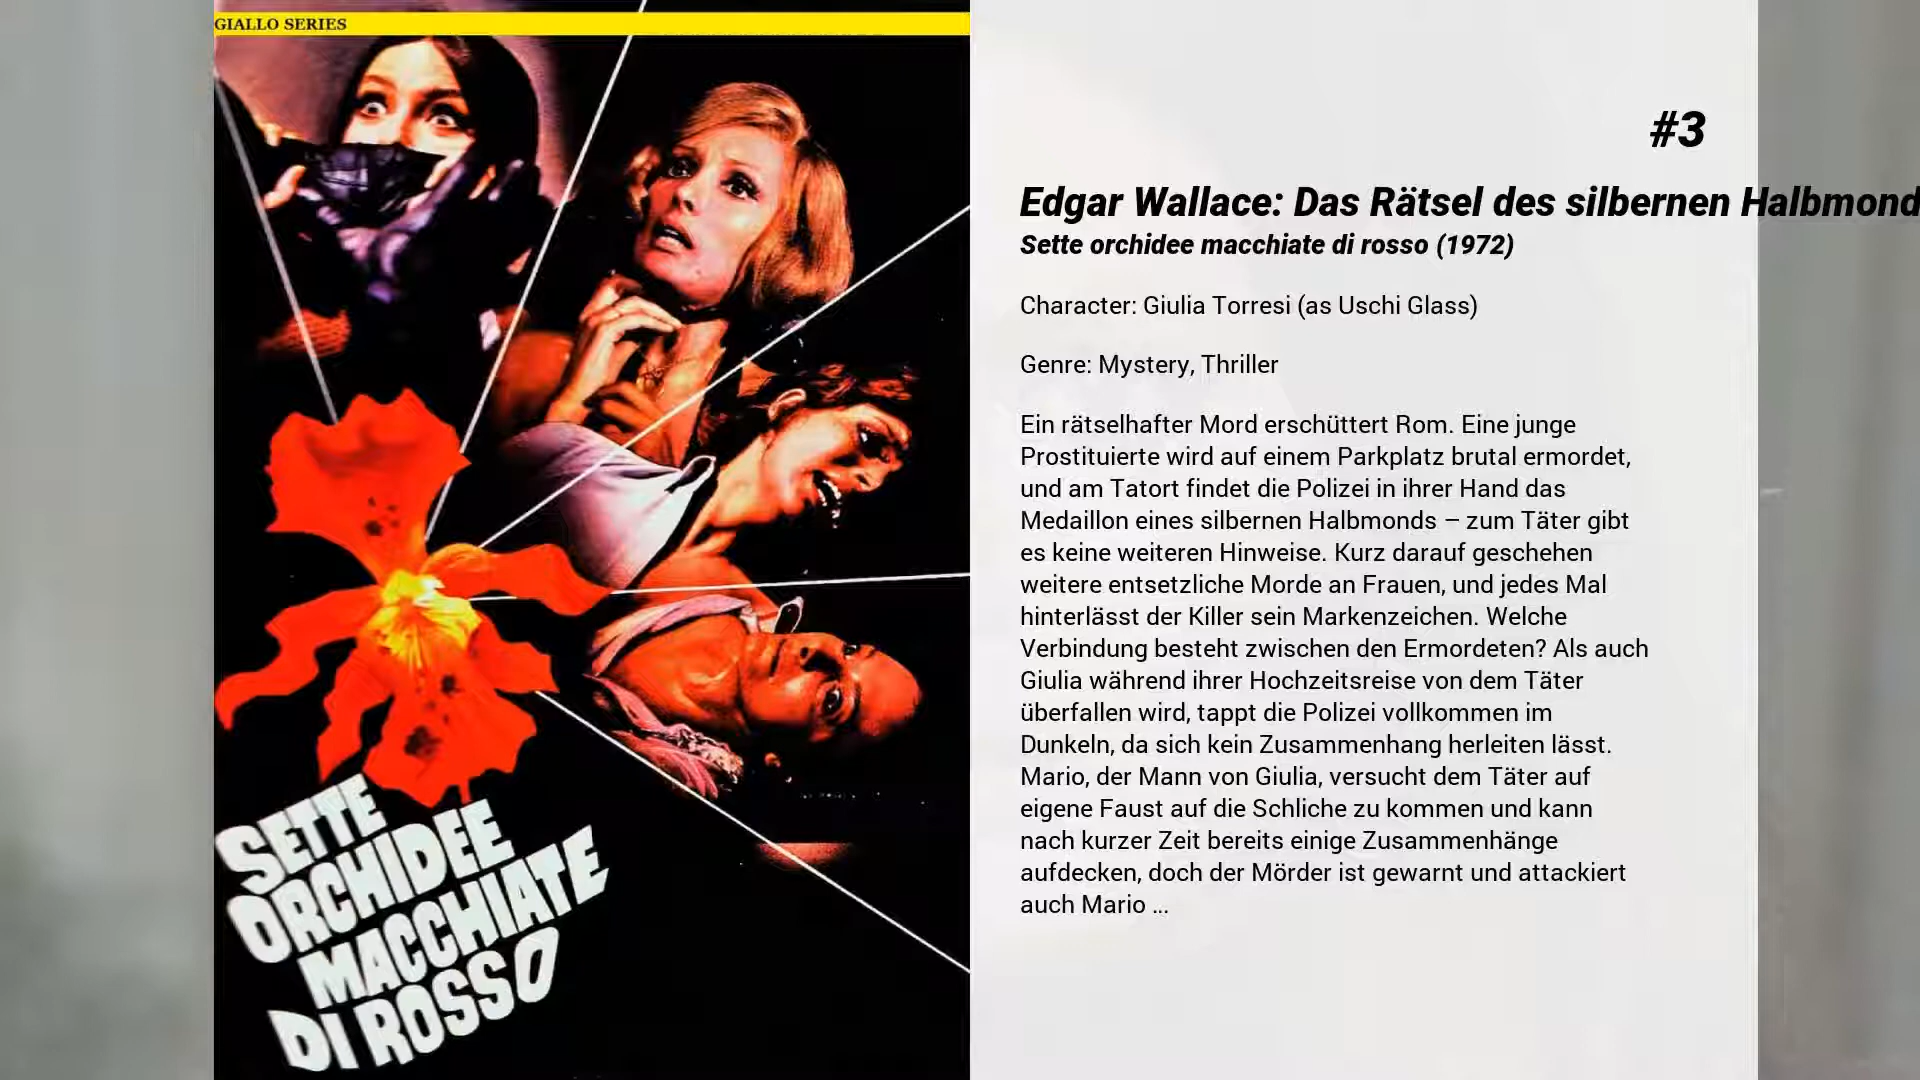 GIALLO SERIES
SETTE
ORCHIDEE
MACCHIATE
DI ROSSO
#3
Edgar Wallace: Das Rätsel des silbernen Halbmond
Sette orchidee macchiate di rosso (1972)
Character: Giulia Torresi (as Uschi Glass)
Genre: Mystery, Thriller
Ein rätselhafter Mord erschüttert Rom. Eine junge
Prostituierte wird auf einem Parkplatz brutal ermordet,
und am Tatort findet die Polizei in ihrer Hand das
Medaillon eines silbernen Halbmonds – zum Täter gibt
es keine weiteren Hinweise. Kurz darauf geschehen
weitere entsetzliche Morde an Frauen, und jedes Mal
hinterlässt der Killer sein Markenzeichen. Welche
Verbindung besteht zwischen den Ermordeten? Als auch
Giulia während ihrer Hochzeitsreise von dem Täter
überfallen wird, tappt die Polizei vollkommen im
Dunkeln, da sich kein Zusammenhang herleiten lässt.
Mario, der Mann von Giulia, versucht dem Täter auf
eigene Faust auf die Schliche zu kommen und kann
nach kurzer Zeit bereits einige Zusammenhänge
aufdecken, doch der Mörder ist gewarnt und attackiert
auch Mario ...